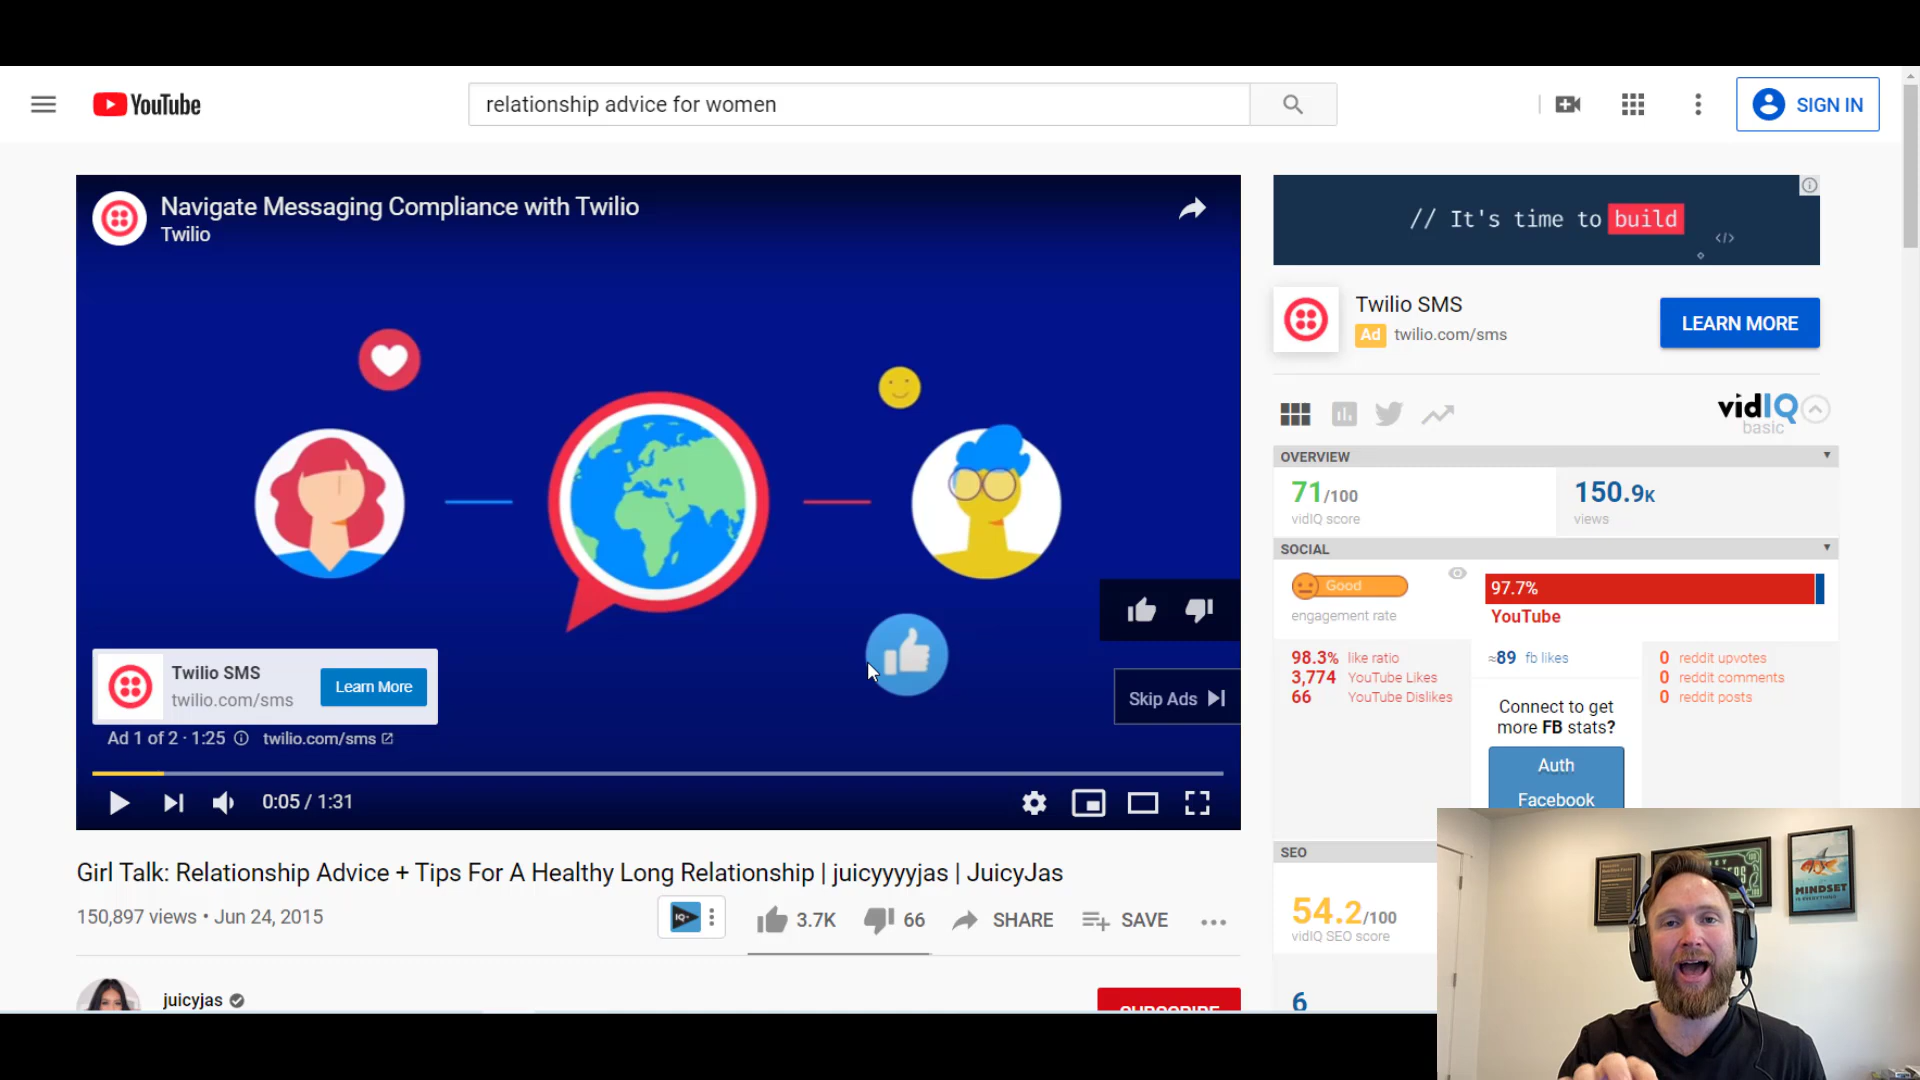 YouTube
relationship advice for women
SIGN IN
Navigate Messaging Compliance with Twilio
Twilio
Twilio SMS
twilio.com/sms
Learn More
Ad 1 of 2 · 1:25
twilio.com/sms
Skip Ads
0:05 / 1:31
// It's time to build
</>
Twilio SMS
Ad twilio.com/sms
LEARN MORE
vidIQ
basic
OVERVIEW
71/100
vidIQ score
150.9K
views
SOCIAL
Good
engagement rate
97.7%
YouTube
98.3% like ratio
3,774 YouTube Likes
66 YouTube Dislikes
≈89 fb likes
Connect to get
more FB stats?
Auth
Facebook
0 reddit upvotes
0 reddit comments
0 reddit posts
SEO
54.2/100
vidIQ SEO score
6
Girl Talk: Relationship Advice + Tips For A Healthy Long Relationship | juicyyyyjas | JuicyJas
150,897 views • Jun 24, 2015
IQ+
3.7K
66
SHARE
SAVE
juicyjas
SUBSCRIBE
MINDSET